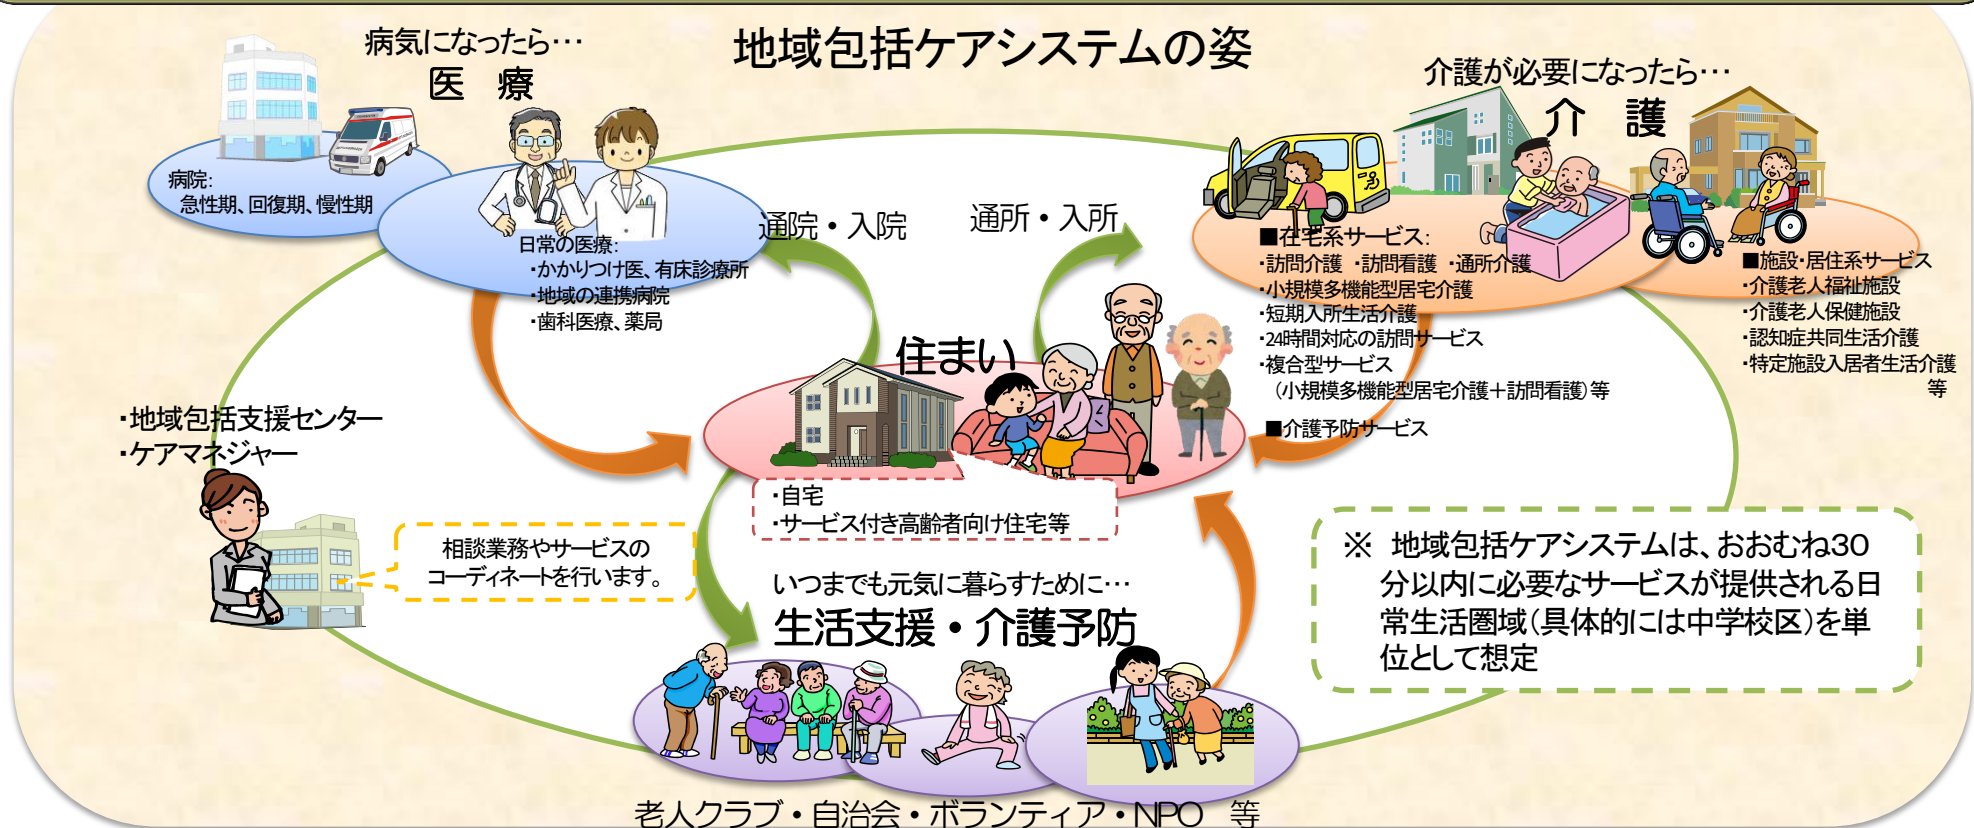 地域包括ケアシステムの姿
病気になったら…
医 療
病院:
急性期、回復期、慢性期
日常の医療:
・かかりつけ医、有床診療所
・地域の連携病院
・歯科医療、薬局
通院・入院
通所・入所
介護が必要になったら…
介 護
■在宅系サービス:
・訪問介護 ・訪問看護 ・通所介護
・小規模多機能型居宅介護
・短期入所生活介護
・24時間対応の訪問サービス
・複合型サービス
(小規模多機能型居宅介護+訪問看護)等
■介護予防サービス
■施設・居住系サービス
・介護老人福祉施設
・介護老人保健施設
・認知症共同生活介護
・特定施設入居者生活介護
等
住まい
・自宅
・サービス付き高齢者向け住宅等
・地域包括支援センター
・ケアマネジャー
相談業務やサービスの
コーディネートを行います。
いつまでも元気に暮らすために…
生活支援・介護予防
老人クラブ・自治会・ボランティア・NPO 等
※ 地域包括ケアシステムは、おおむね30
分以内に必要なサービスが提供される日
常生活圏域(具体的には中学校区)を単
位として想定